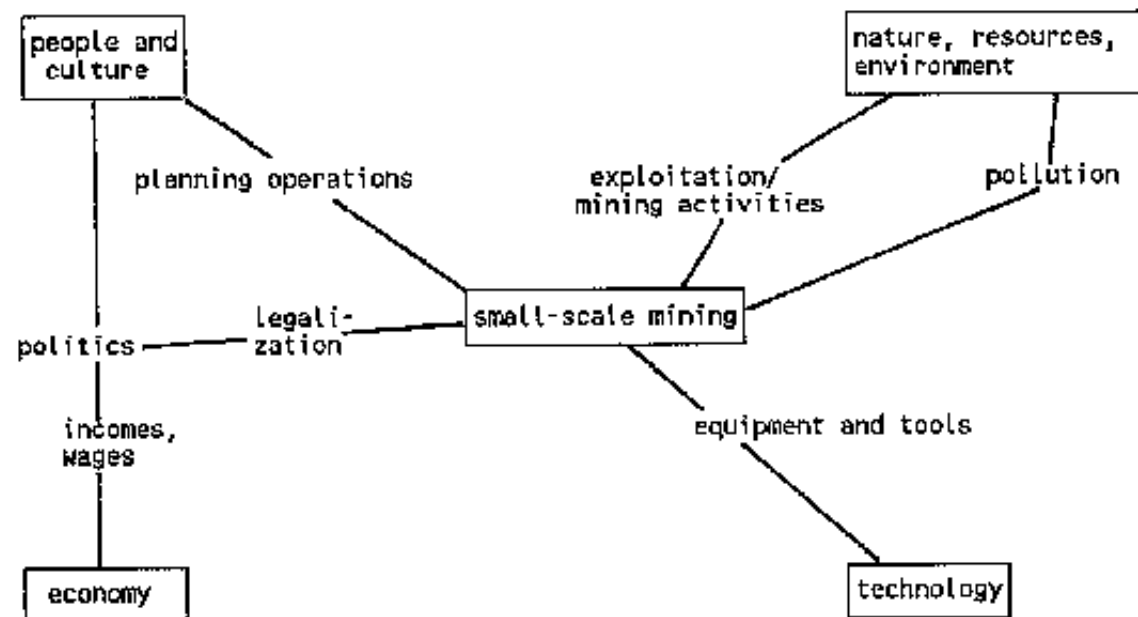 people and
culture
nature, resources,
environment
planning operations
exploitation/
mining activities
pollution
small-scale mining
legali-
zation
politics
incomes,
wages
equipment and tools
economy
technology